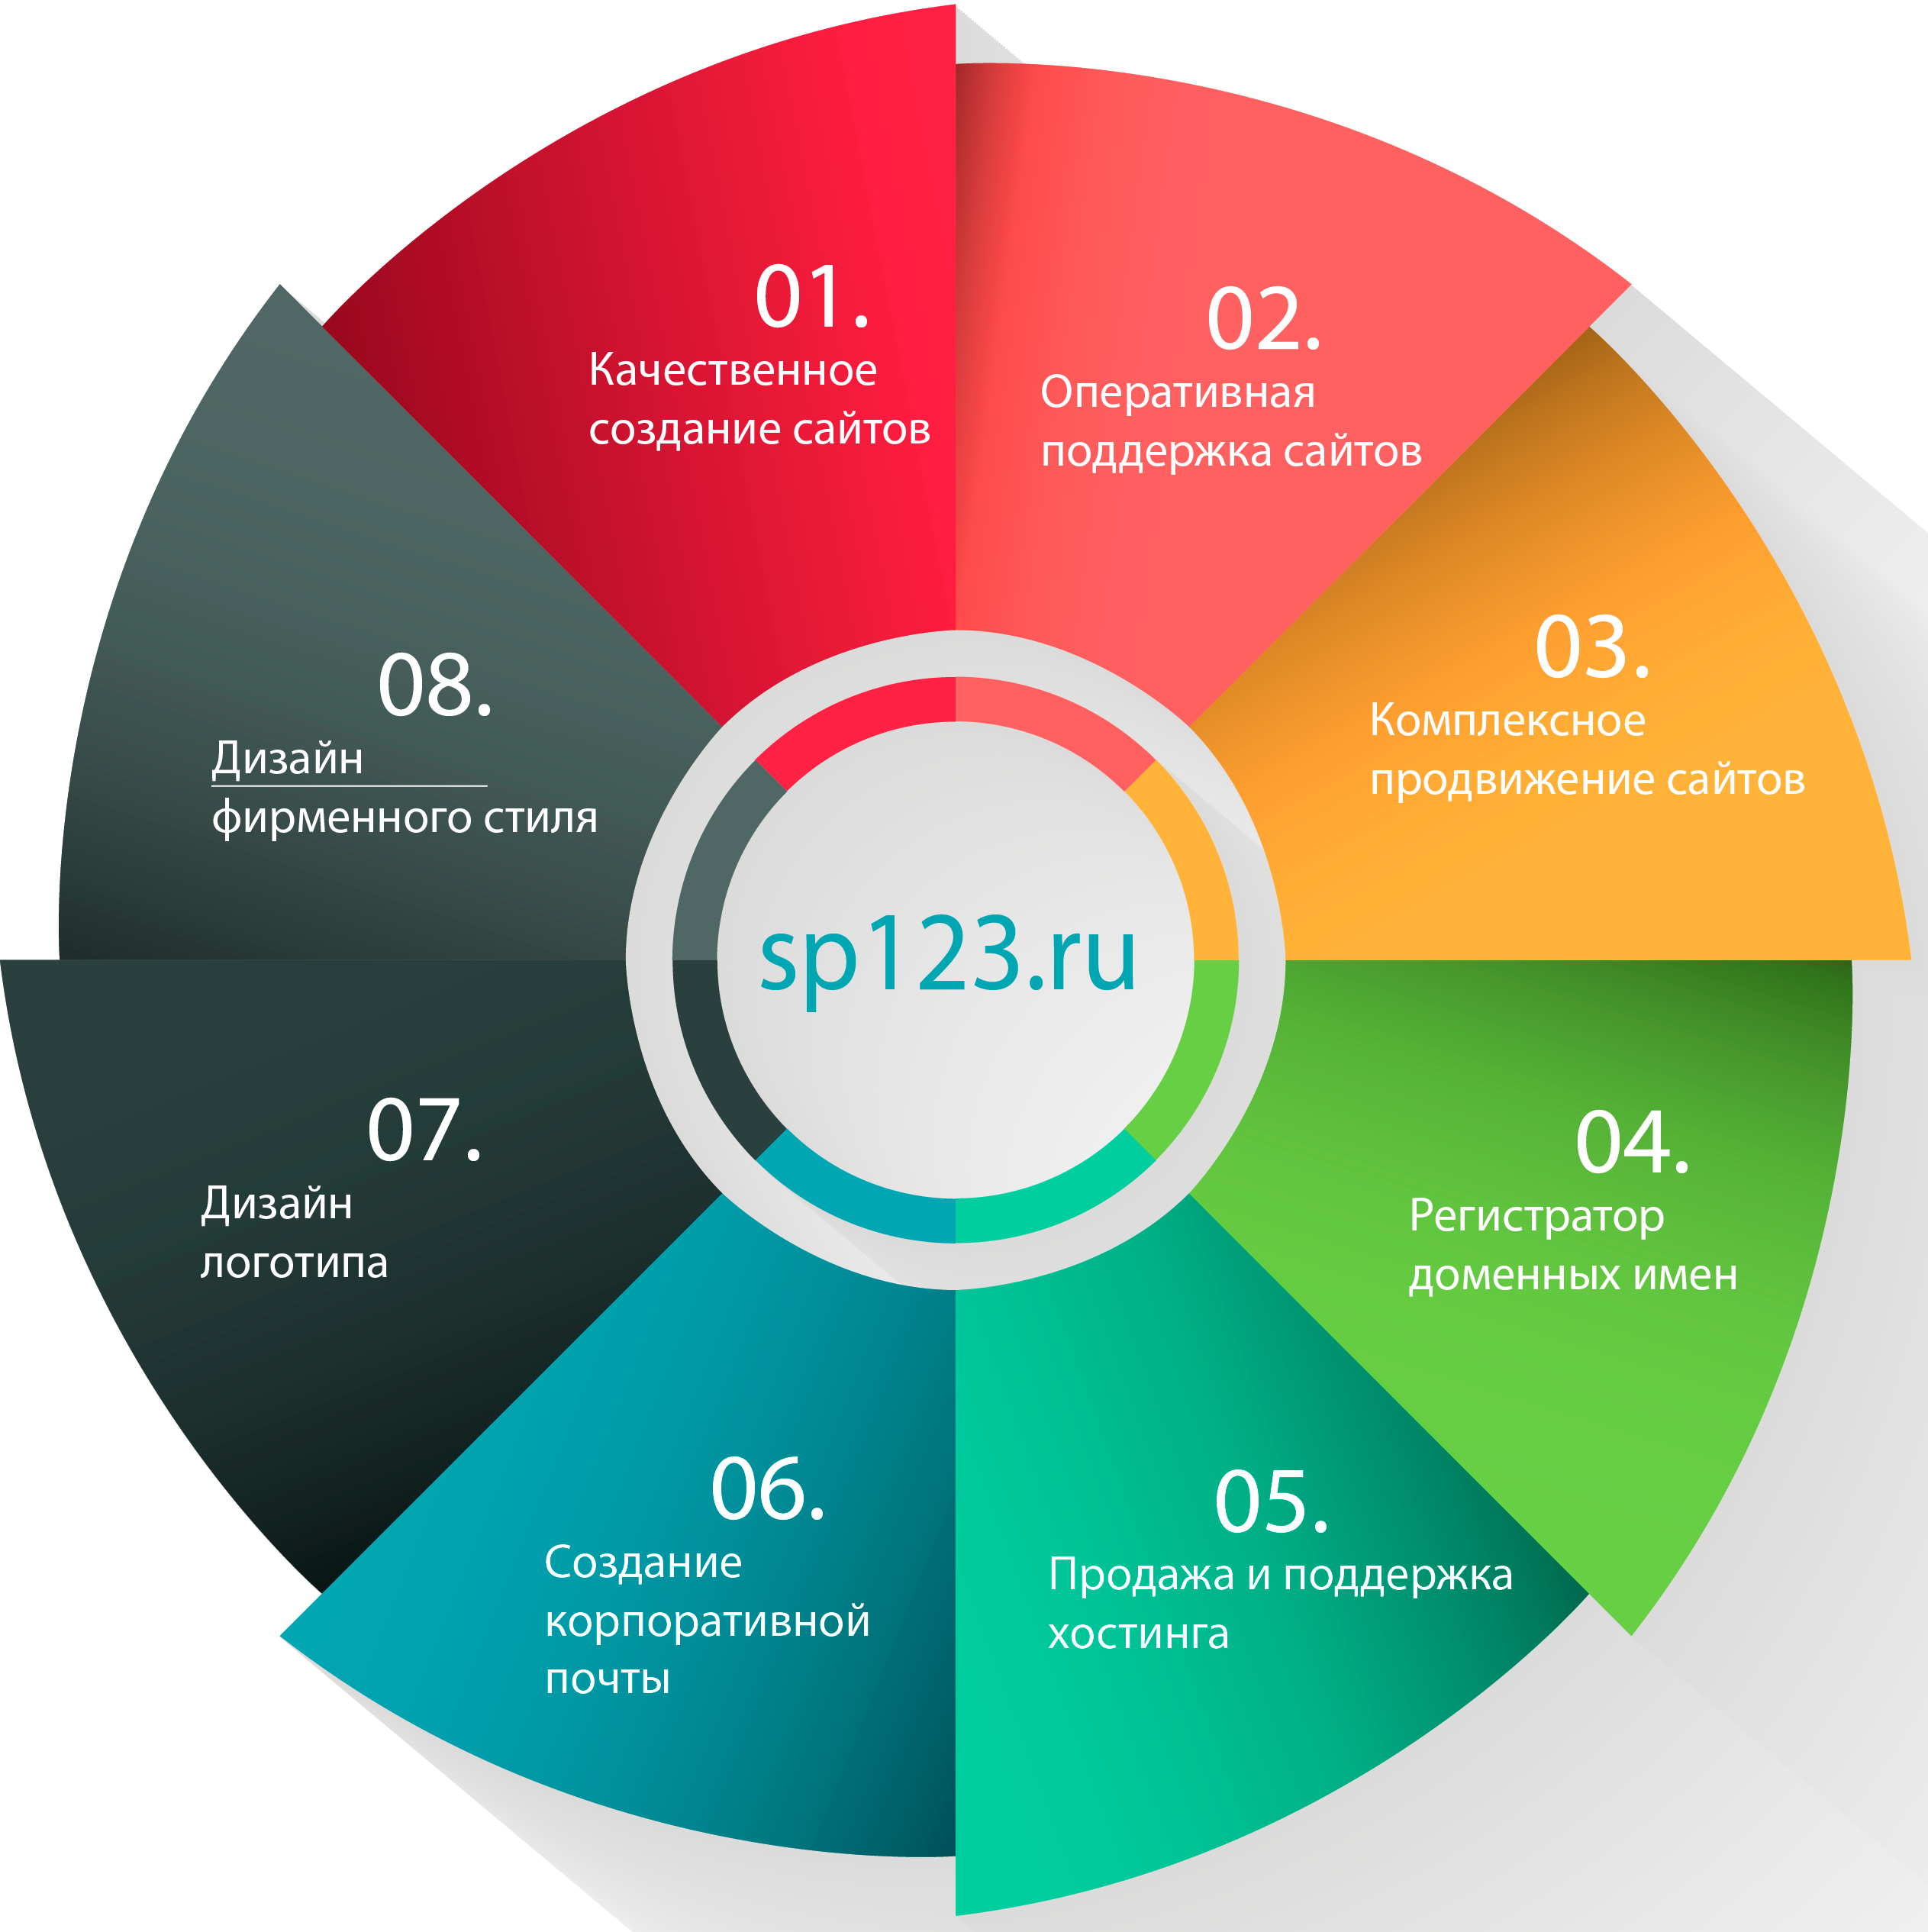 01.
Качественное
создание сайтов
02.
Оперативная
поддержка сайтов
03.
Комплексное
продвижение сайтов
04.
Регистратор
доменных имен
05.
Продажа и поддержка
хостинга
06.
Создание
корпоративной
почты
07.
Дизайн
логотипа
08.
Дизайн
фирменного стиля
sp123.ru